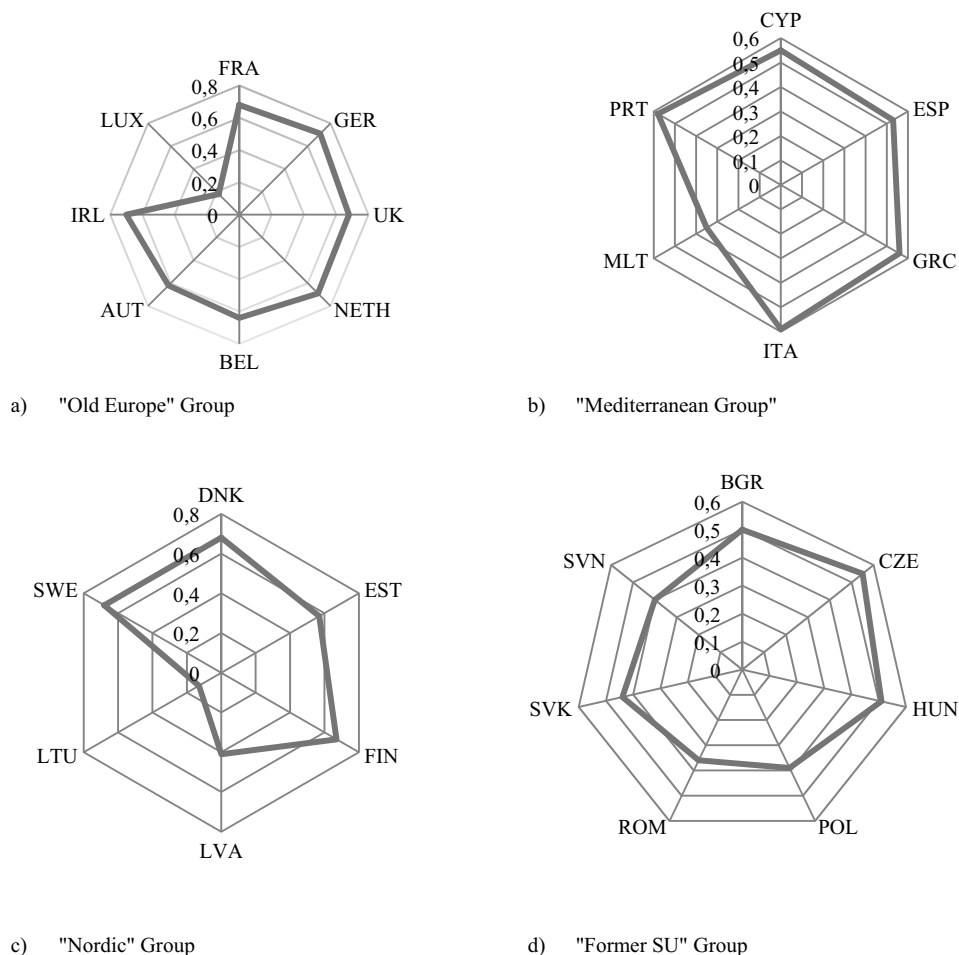 FRA
0,8
0,6
0,4
0,2
0
LUX
GER
IRL
UK
AUT
NETH
BEL
a) "Old Europe" Group
CYP
0,6
0,5
0,4
0,3
0,2
0,1
0
PRT
ESP
MLT
GRC
ITA
b) "Mediterranean Group"
DNK
0,8
0,6
0,4
0,2
0
SWE
EST
LTU
FIN
LVA
c) "Nordic" Group
BGR
0,6
0,5
0,4
0,3
0,2
0,1
0
SVN
CZE
SVK
HUN
ROM
POL
d) "Former SU" Group